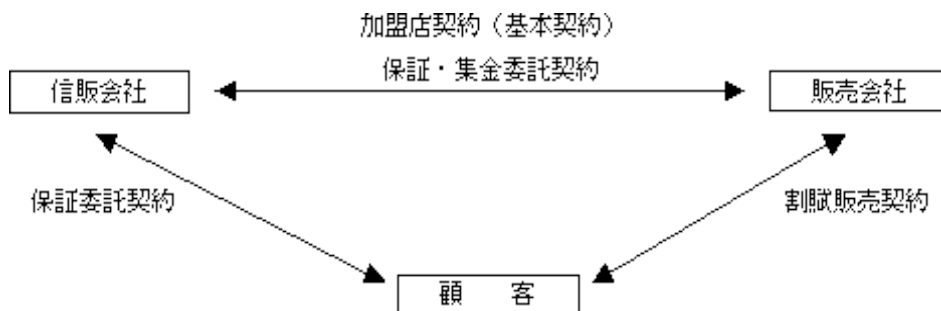 加盟店契約（基本契約）
保証・集金委託契約
信販会社
販売会社
保証委託契約
割賦販売契約
顧　　客